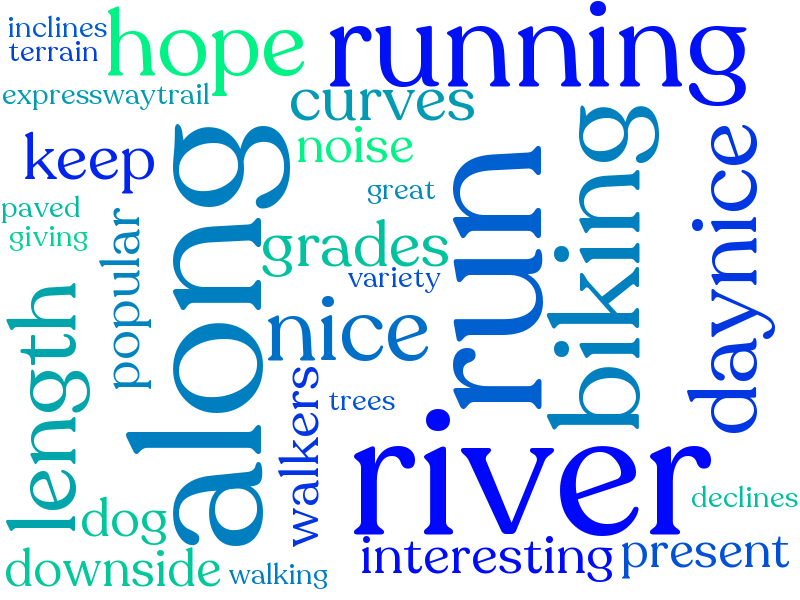 inclines
terrain
hope
running
expresswaytrail
curves
keep
noise
great
paved
giving
popular
along
grades
variety
run
biking
daynice
length
nice
walkers
trees
river
dog
declines
downside
walking
interesting
present